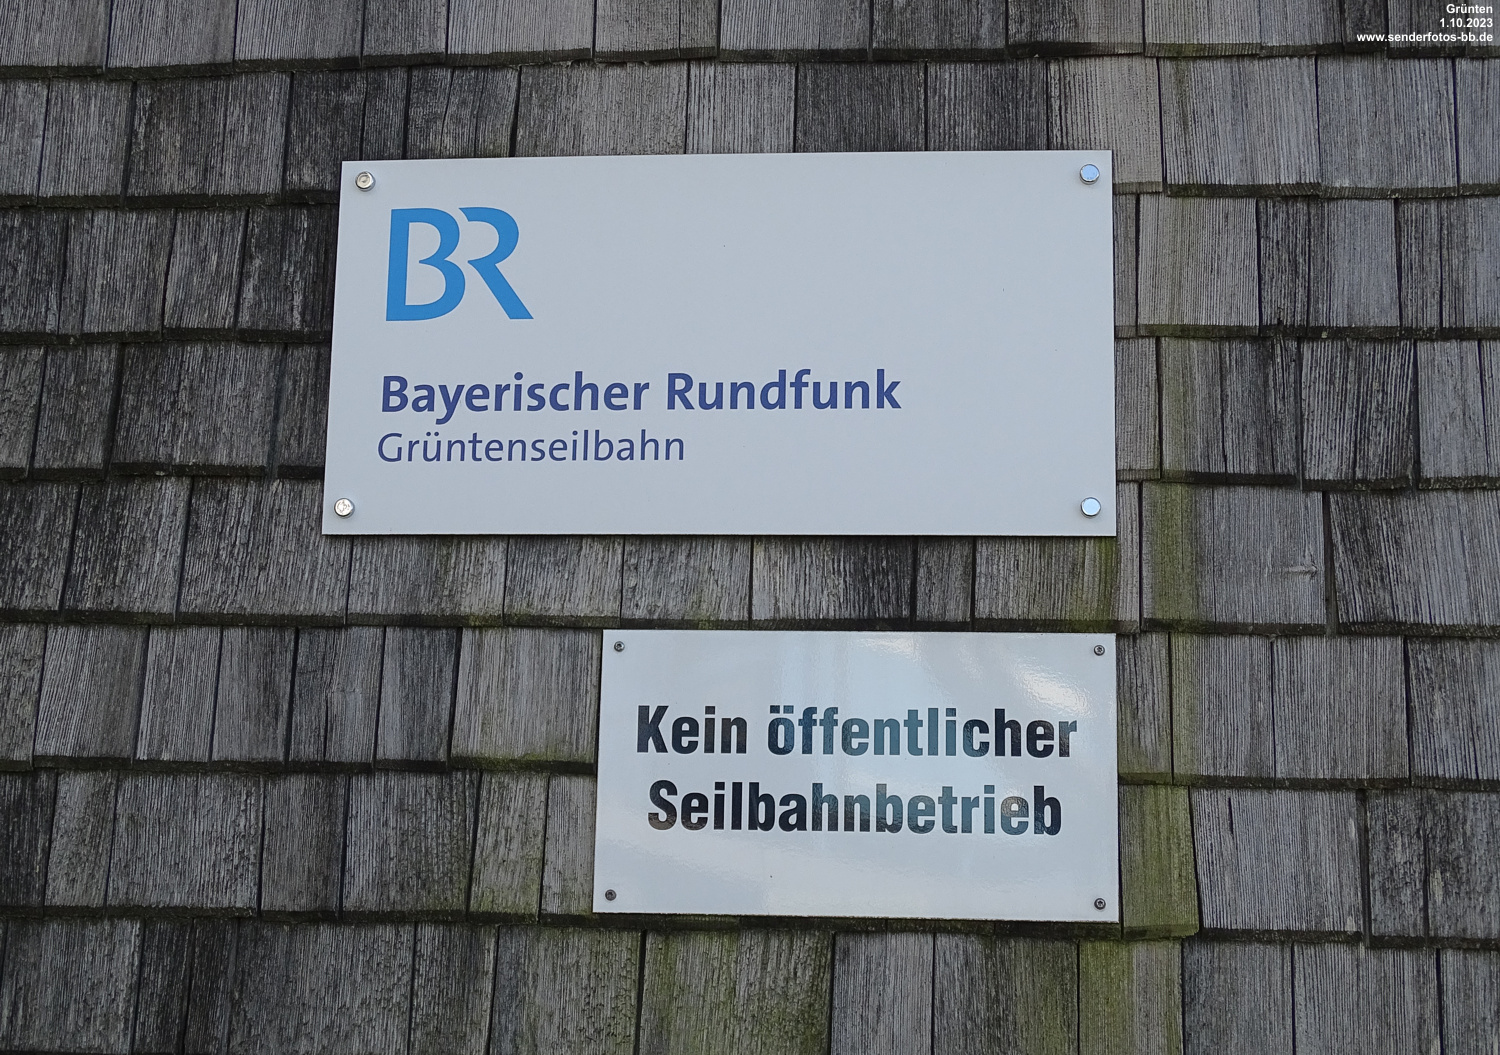 Grünten
1.10.2023
www.senderfotos-bb.de
BR
Bayerischer Rundfunk
Grüntenseilbahn
Kein öffentlicher
Seilbahnbetrieb